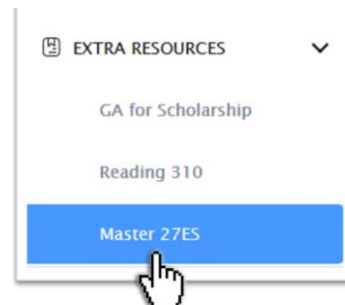 EXTRA RESOURCES
GA for Scholarship
Reading 310
Master 27ES